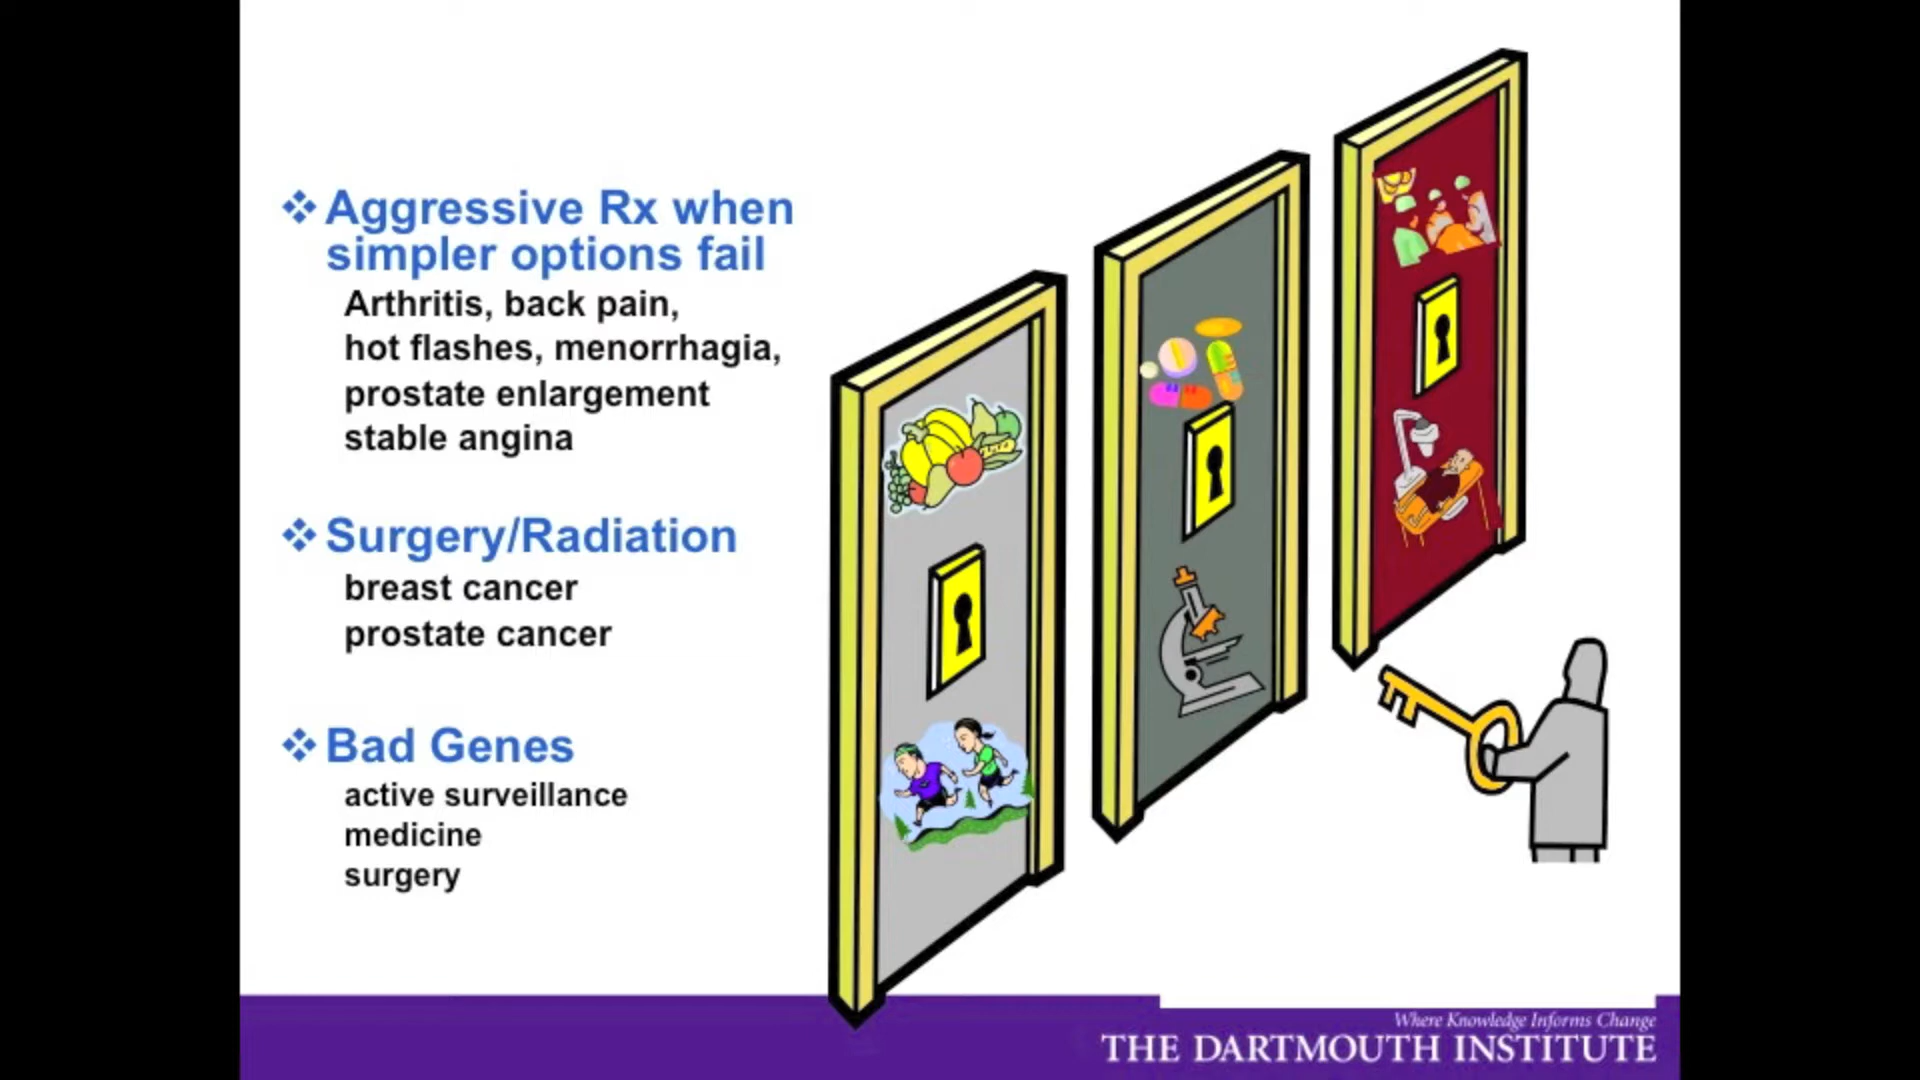 Aggressive Rx when
simpler options fail
Arthritis, back pain,
hot flashes, menorrhagia,
prostate enlargement
stable angina
Surgery/Radiation
breast cancer
prostate cancer
Bad Genes
active surveillance
medicine
surgery
Where Knowledge Informs Change
THE DARTMOUTH INSTITUTE